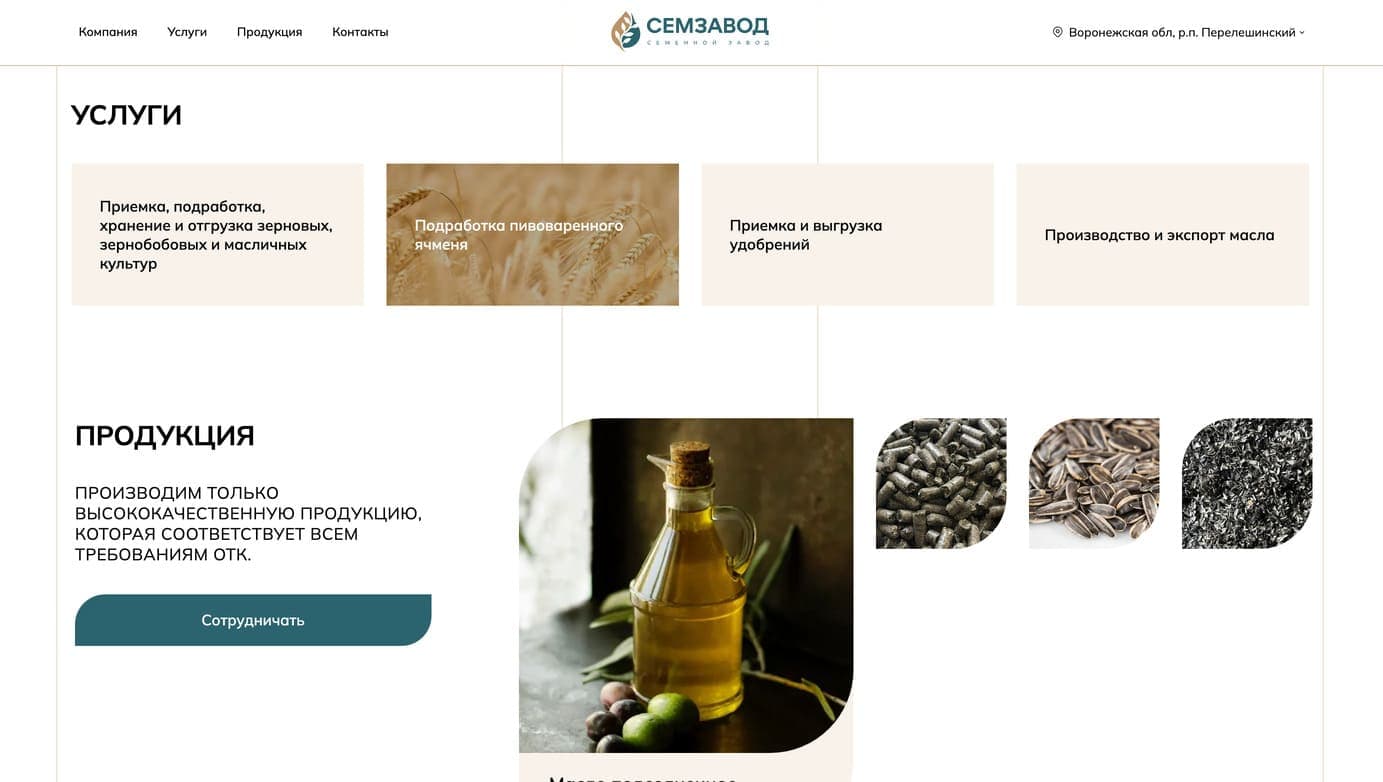 Компания
Услуги
Продукция
Контакты
СЕМЗАВОД
СЕМЕННОЙ ЗАВОД
Воронежская обл, р.п. Перелешинский
УСЛУГИ
Приемка, подработка,
хранение и отгрузка зерновых,
зернобобовых и масличных
культур
Подработка пивоваренного
ячменя
Приемка и выгрузка
удобрений
Производство и экспорт масла
ПРОДУКЦИЯ
ПРОИЗВОДИМ ТОЛЬКО
ВЫСОКОКАЧЕСТВЕННУЮ ПРОДУКЦИЮ,
КОТОРАЯ СООТВЕТСТВУЕТ ВСЕМ
ТРЕБОВАНИЯМ ОТК.
Сотрудничать